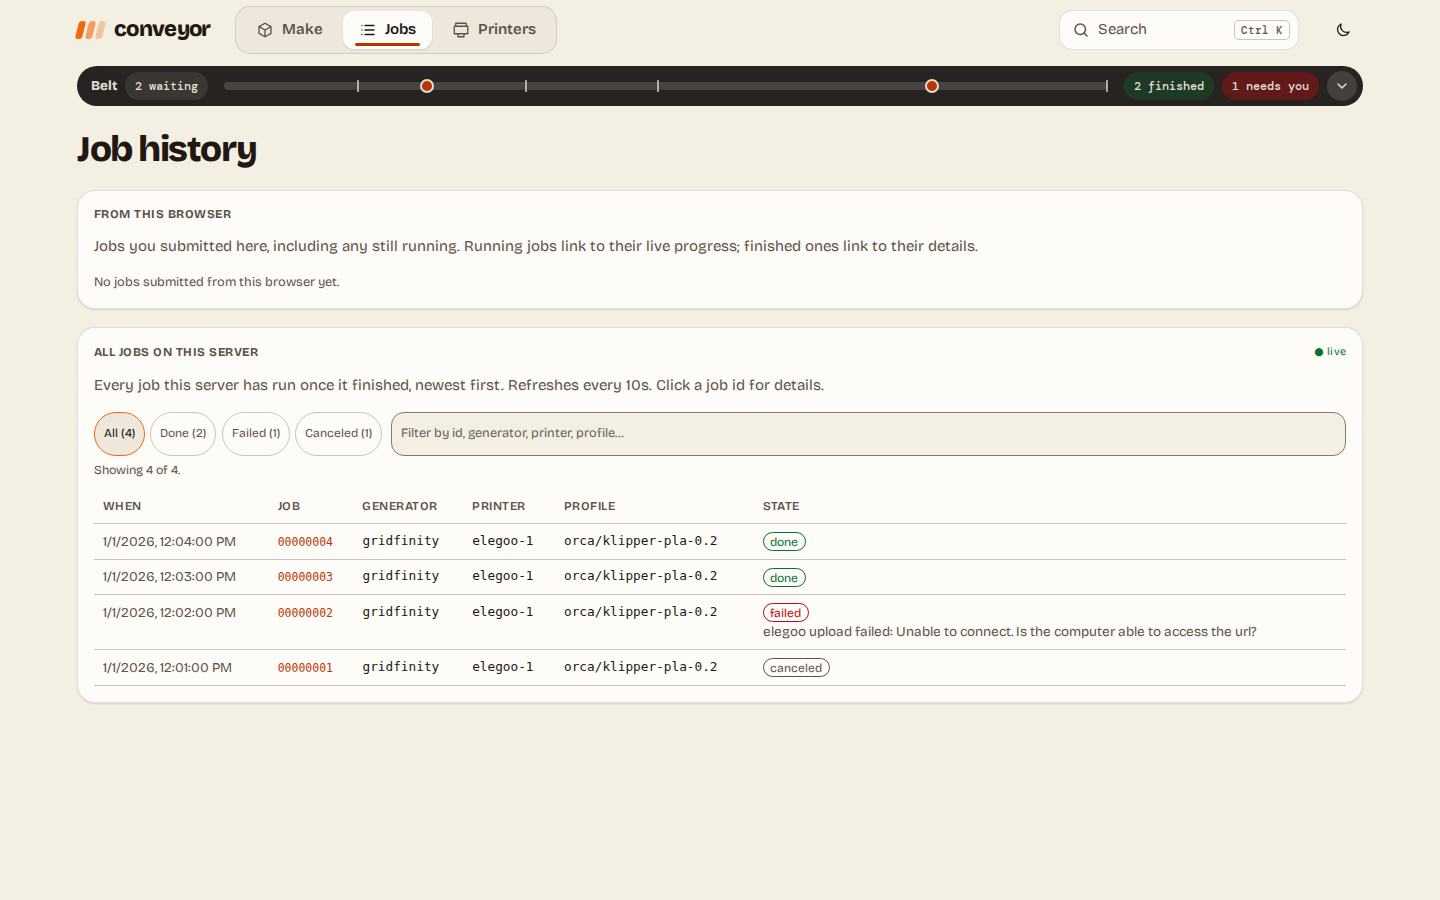 conveyor
Make
Jobs
Printers
Search
Ctrl K
Belt
2 waiting
2 finished
1 needs you
Job history
FROM THIS BROWSER
Jobs you submitted here, including any still running. Running jobs link to their live progress; finished ones link to their details.
No jobs submitted from this browser yet.
ALL JOBS ON THIS SERVER
live
Every job this server has run once it finished, newest first. Refreshes every 10s. Click a job id for details.
All (4)
Done (2)
Failed (1)
Canceled (1)
Filter by id, generator, printer, profile...
Showing 4 of 4.
WHEN JOB GENERATOR PRINTER PROFILE STATE
1/1/2026, 12:04:00 PM 00000004 gridfinity elegoo-1 orca/klipper-pla-0.2 done
1/1/2026, 12:03:00 PM 00000003 gridfinity elegoo-1 orca/klipper-pla-0.2 done
1/1/2026, 12:02:00 PM 00000002 gridfinity elegoo-1 orca/klipper-pla-0.2 failed
elegoo upload failed: Unable to connect. Is the computer able to access the url?
1/1/2026, 12:01:00 PM 00000001 gridfinity elegoo-1 orca/klipper-pla-0.2 canceled